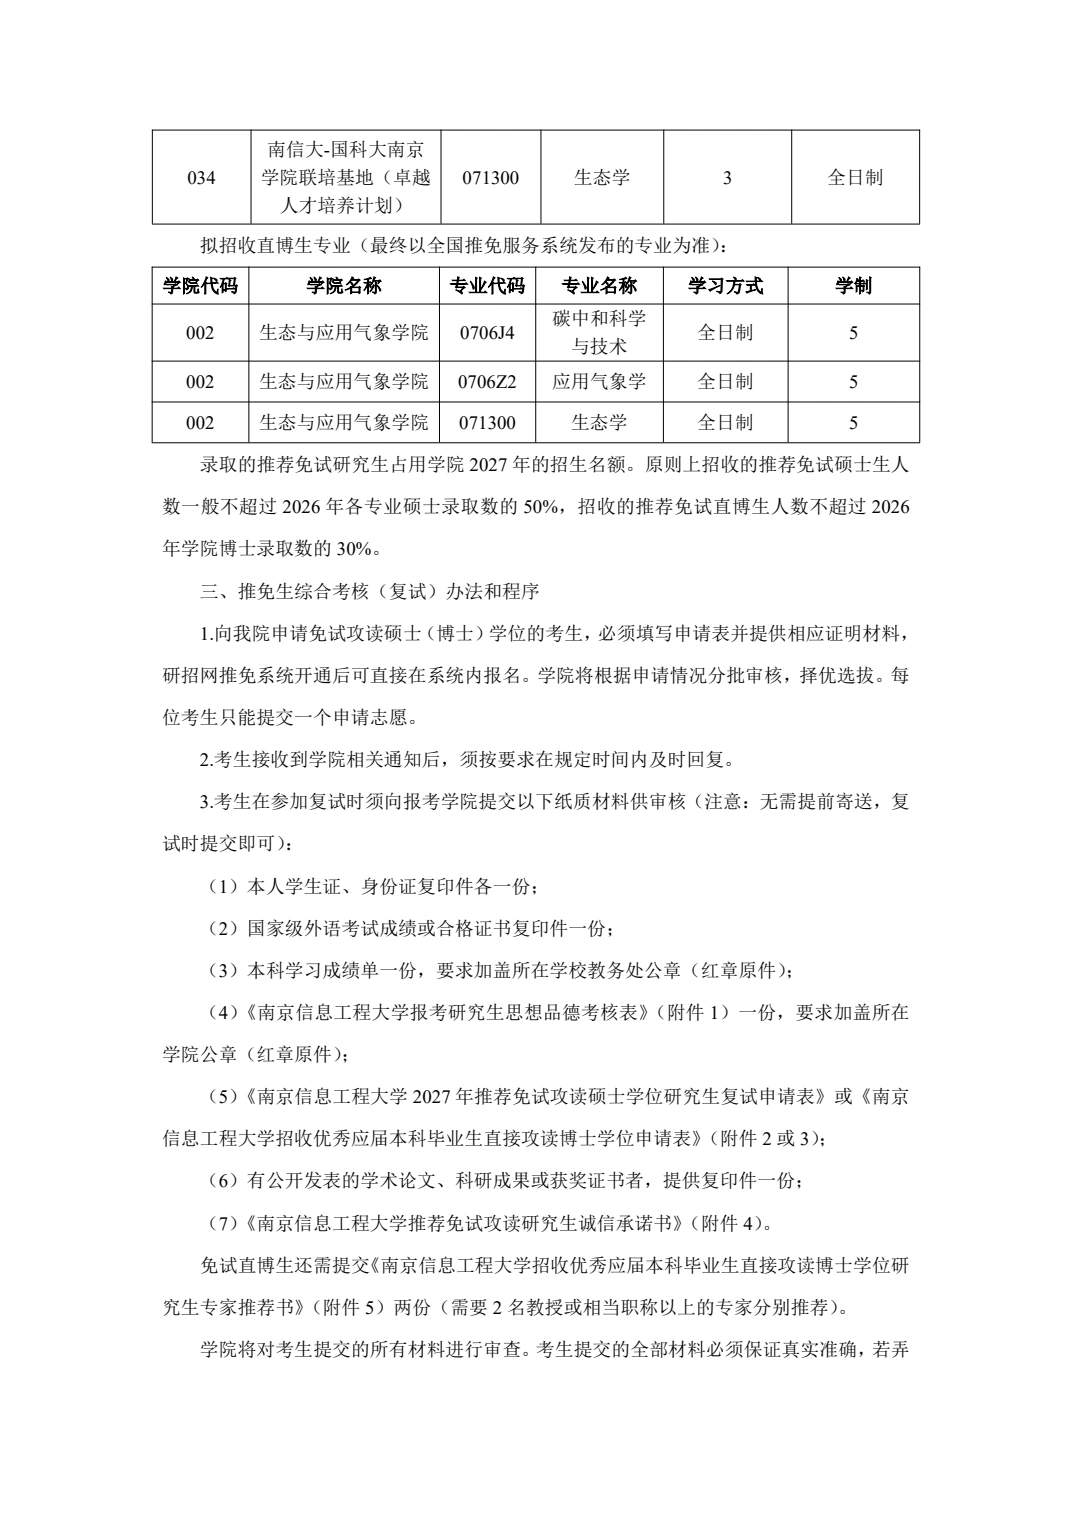 034 南信大-国科大南京学院联培基地（卓越人才培养计划） 071300 生态学 3 全日制
拟招收直博生专业（最终以全国推免服务系统发布的专业为准）：
学院代码 学院名称 专业代码 专业名称 学习方式 学制
002 生态与应用气象学院 0706J4 碳中和科学与技术 全日制 5
002 生态与应用气象学院 0706Z2 应用气象学 全日制 5
002 生态与应用气象学院 071300 生态学 全日制 5
录取的推荐免试研究生占用学院 2027 年的招生名额。原则上招收的推荐免试硕士生人
数一般不超过 2026 年各专业硕士录取数的 50%，招收的推荐免试直博生人数不超过 2026
年学院博士录取数的 30%。
三、推免生综合考核（复试）办法和程序
1.向我院申请免试攻读硕士（博士）学位的考生，必须填写申请表并提供相应证明材料，
研招网推免系统开通后可直接在系统内报名。学院将根据申请情况分批审核，择优选拔。每
位考生只能提交一个申请志愿。
2.考生接收到学院相关通知后，须按要求在规定时间内及时回复。
3.考生在参加复试时须向报考学院提交以下纸质材料供审核（注意：无需提前寄送，复
试时提交即可）：
（1）本人学生证、身份证复印件各一份；
（2）国家级外语考试成绩或合格证书复印件一份；
（3）本科学习成绩单一份，要求加盖所在学校教务处公章（红章原件）；
（4）《南京信息工程大学报考研究生思想品德考核表》（附件 1）一份，要求加盖所在
学院公章（红章原件）；
（5）《南京信息工程大学 2027 年推荐免试攻读硕士学位研究生复试申请表》或《南京
信息工程大学招收优秀应届本科毕业生直接攻读博士学位申请表》（附件 2 或 3）；
（6）有公开发表的学术论文、科研成果或获奖证书者，提供复印件一份；
（7）《南京信息工程大学推荐免试攻读研究生诚信承诺书》（附件 4）。
免试直博生还需提交《南京信息工程大学招收优秀应届本科毕业生直接攻读博士学位研
究生专家推荐书》（附件 5）两份（需要 2 名教授或相当职称以上的专家分别推荐）。
学院将对考生提交的所有材料进行审查。考生提交的全部材料必须保证真实准确，若弄